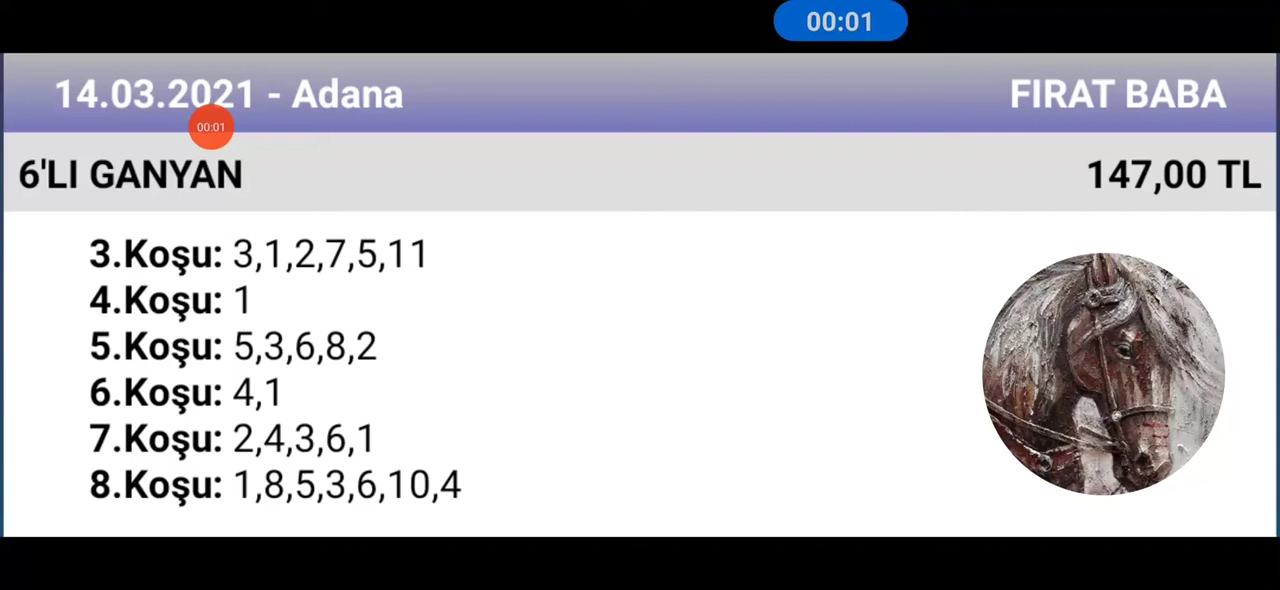 00:01
14.03.2021 - Adana FIRAT BABA
00:01
6'LI GANYAN 147,00 TL
3.Koşu: 3,1,2,7,5,11
4.Koşu: 1
5.Koşu: 5,3,6,8,2
6.Koşu: 4,1
7.Koşu: 2,4,3,6,1
8.Koşu: 1,8,5,3,6,10,4